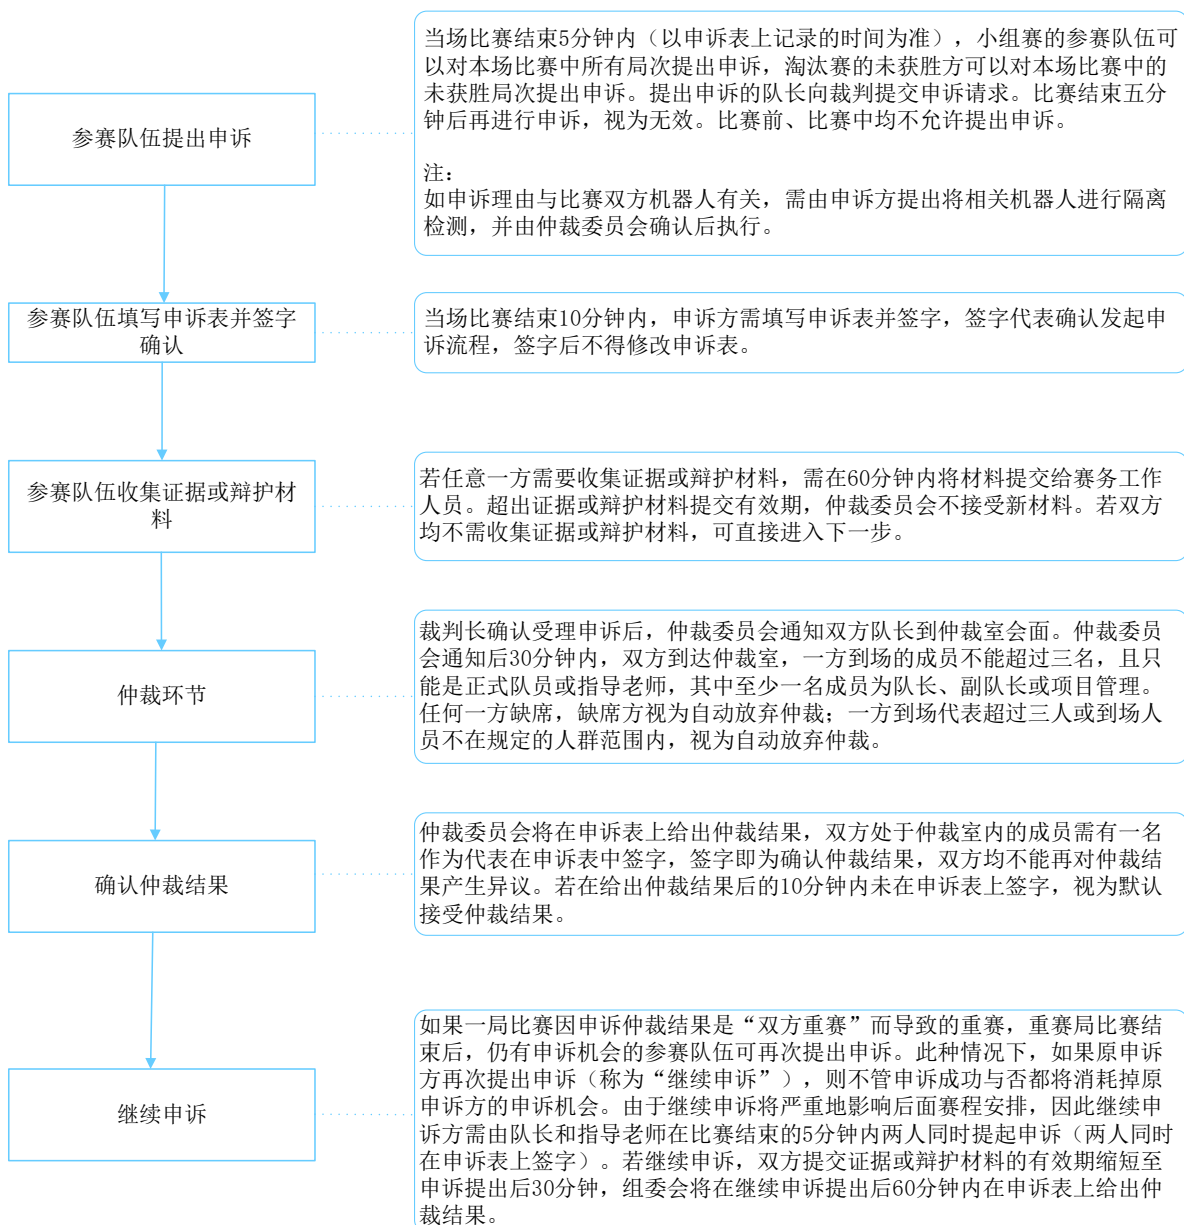 参赛队伍提出申诉
当场比赛结束5分钟内（以申诉表上记录的时间为准），小组赛的参赛队伍可
以对本场比赛中所有局次提出申诉，淘汰赛的未获胜方可以对本场比赛中的
未获胜局次提出申诉。提出申诉的队长向裁判提交申诉请求。比赛结束五分
钟后再进行申诉，视为无效。比赛前、比赛中均不允许提出申诉。
注：
如申诉理由与比赛双方机器人有关，需由申诉方提出将相关机器人进行隔离
检测，并由仲裁委员会确认后执行。
参赛队伍填写申诉表并签字
确认
当场比赛结束10分钟内，申诉方需填写申诉表并签字，签字代表确认发起申
诉流程，签字后不得修改申诉表。
参赛队伍收集证据或辩护材
料
若任意一方需要收集证据或辩护材料，需在60分钟内将材料提交给赛务工作
人员。超出证据或辩护材料提交有效期，仲裁委员会不接受新材料。若双方
均不需收集证据或辩护材料，可直接进入下一步。
仲裁环节
裁判长确认受理申诉后，仲裁委员会通知双方队长到仲裁室会面。仲裁委员
会通知后30分钟内，双方到达仲裁室，一方到场的成员不能超过三名，且只
能是正式队员或指导老师，其中至少一名成员为队长、副队长或项目管理。
任何一方缺席，缺席方视为自动放弃仲裁；一方到场代表超过三人或到场人
员不在规定的人群范围内，视为自动放弃仲裁。
确认仲裁结果
仲裁委员会将在申诉表上给出仲裁结果，双方处于仲裁室内的成员需有一名
作为代表在申诉表中签字，签字即为确认仲裁结果，双方均不能再对仲裁结
果产生异议。若在给出仲裁结果后的10分钟内未在申诉表上签字，视为默认
接受仲裁结果。
继续申诉
如果一局比赛因申诉仲裁结果是“双方重赛”而导致的重赛，重赛局比赛结
束后，仍有申诉机会的参赛队伍可再次提出申诉。此种情况下，如果原申诉
方再次提出申诉（称为“继续申诉”），则不管申诉成功与否都将消耗掉原
申诉方的申诉机会。由于继续申诉将严重地影响后面赛程安排，因此继续申
诉方需由队长和指导老师在比赛结束的5分钟内两人同时提起申诉（两人同时
在申诉表上签字）。若继续申诉，双方提交证据或辩护材料的有效期缩短至
申诉提出后30分钟，组委会将在继续申诉提出后60分钟内在申诉表上给出仲
裁结果。